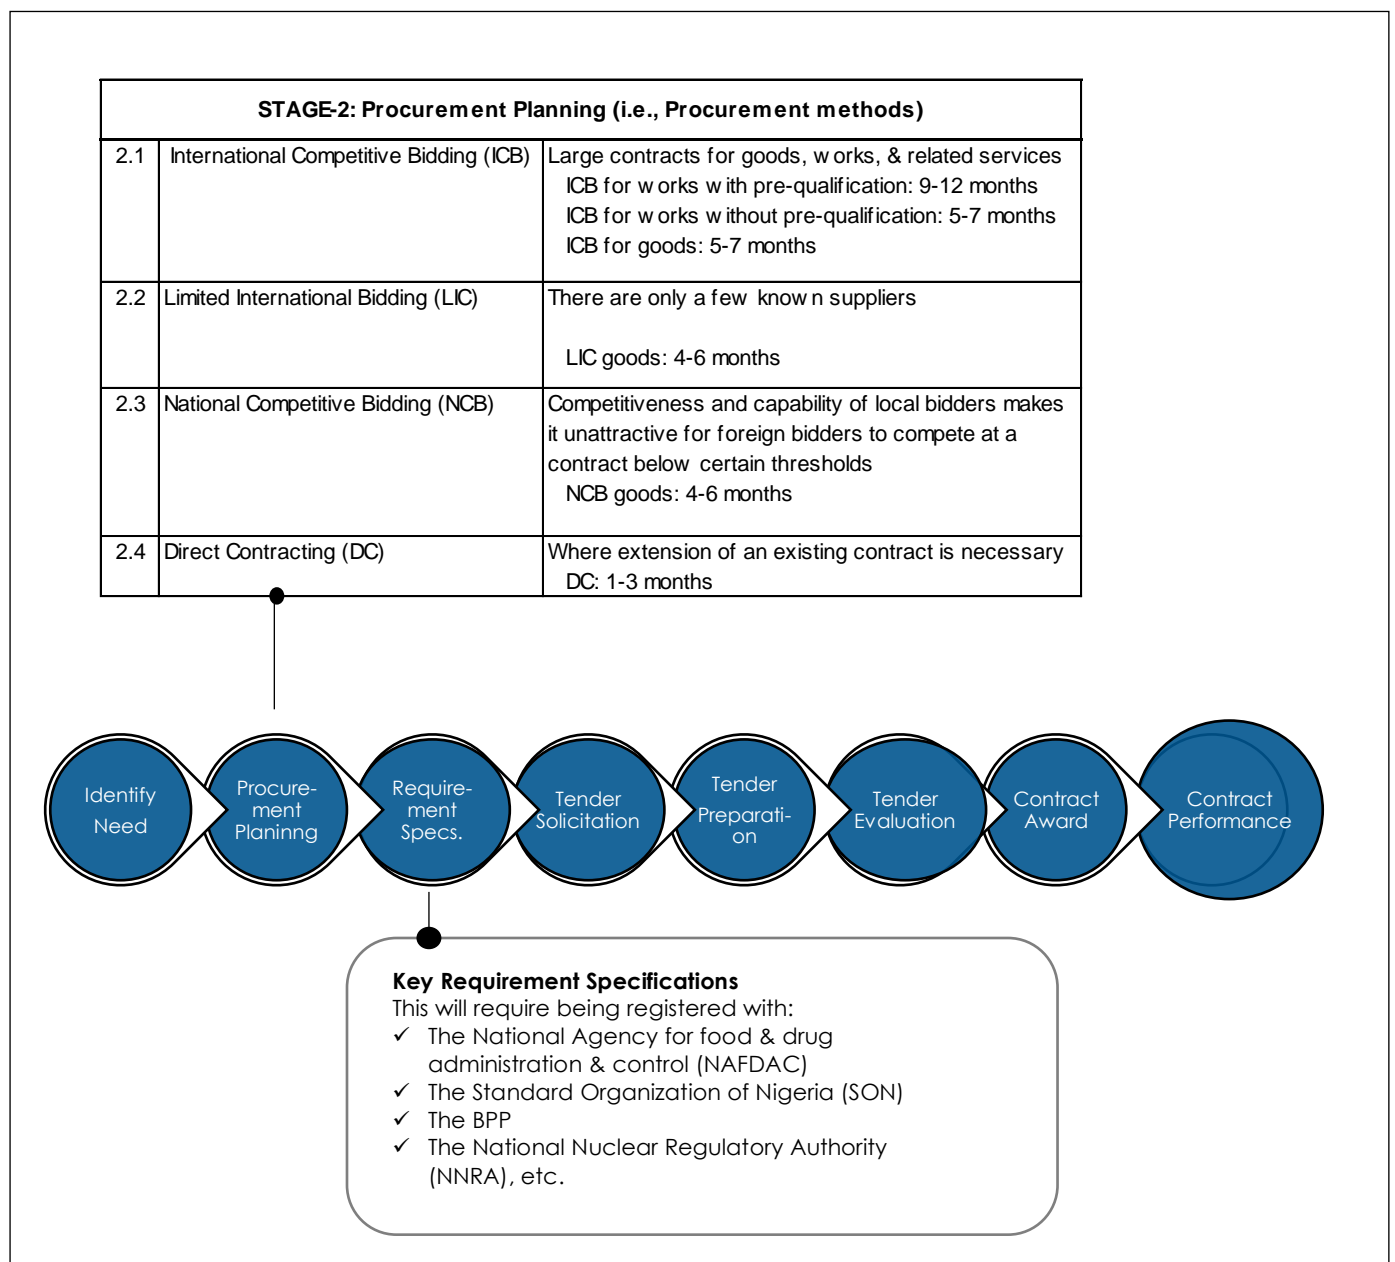 STAGE-2: Procurement Planning (i.e., Procurement methods)
2.1 International Competitive Bidding (ICB) Large contracts for goods, works, & related services
ICB for works with pre-qualification: 9-12 months
ICB for works without pre-qualification: 5-7 months
ICB for goods: 5-7 months
2.2 Limited International Bidding (LIC) There are only a few known suppliers
LIC goods: 4-6 months
2.3 National Competitive Bidding (NCB) Competitiveness and capability of local bidders makes
it unattractive for foreign bidders to compete at a
contract below certain thresholds
NCB goods: 4-6 months
2.4 Direct Contracting (DC) Where extension of an existing contract is necessary
DC: 1-3 months
Identify
Need
Procure-
ment
Planinng
Require-
ment
Specs.
Tender
Solicitation
Tender
Preparati-
on
Tender
Evaluation
Contract
Award
Contract
Performance
Key Requirement Specifications
This will require being registered with:
✓ The National Agency for food & drug
administration & control (NAFDAC)
✓ The Standard Organization of Nigeria (SON)
✓ The BPP
✓ The National Nuclear Regulatory Authority
(NNRA), etc.